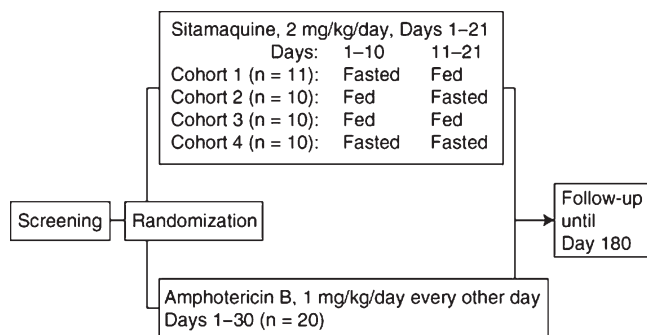 Sitamaquine, 2 mg/kg/day, Days 1–21
Days: 1–10 11–21
Cohort 1 (n = 11): Fasted Fed
Cohort 2 (n = 10): Fed Fasted
Cohort 3 (n = 10): Fed Fed
Cohort 4 (n = 10): Fasted Fasted
Screening
Randomization
Follow-up
until
Day 180
Amphotericin B, 1 mg/kg/day every other day
Days 1–30 (n = 20)